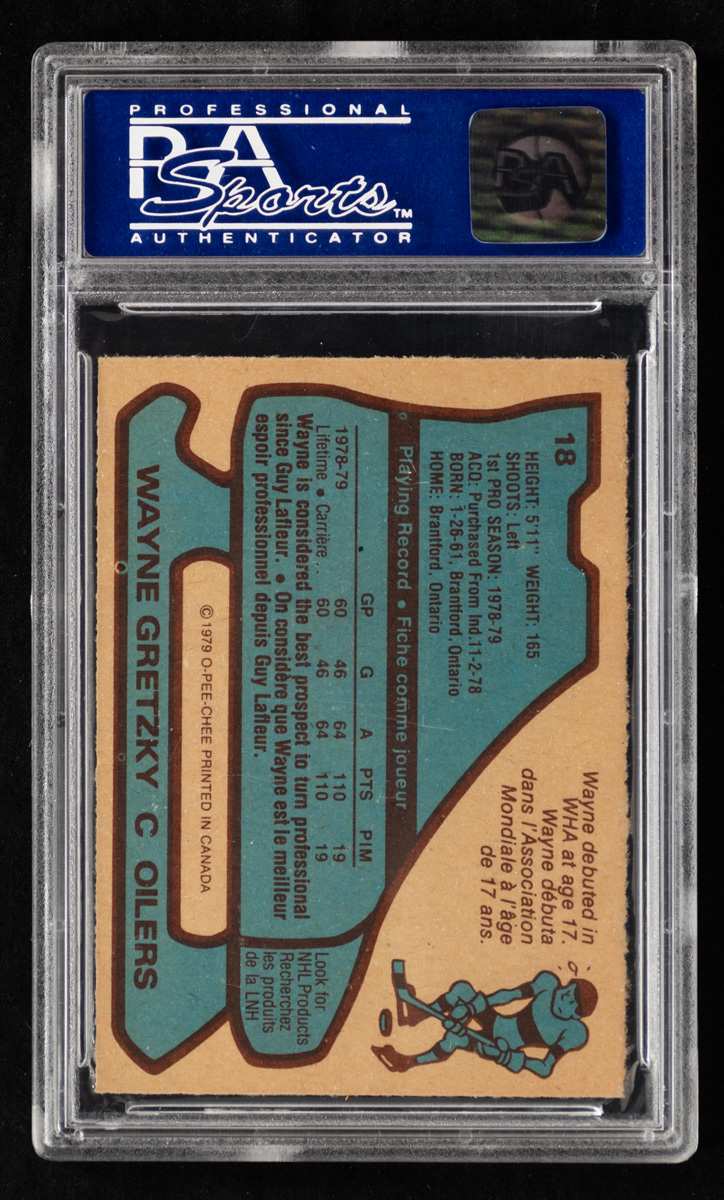 PROFESSIONAL
PSA
Sports™
AUTHENTICATOR
PSA
18
HEIGHT: 5'11" WEIGHT: 165
SHOOTS: Left
1st PRO SEASON: 1978-79
ACQ: Purchased From Ind.11-2-78
BORN: 1-26-61, Brantford, Ontario
HOME: Brantford, Ontario
Wayne debuted in
WHA at age 17.
Wayne débuta
dans l'Association
Mondiale à l'âge
de 17 ans.
Playing Record • Fiche comme joueur
GP G A PTS PIM
1978-79 60 46 64 110 19
Lifetime • Carrière .. 60 46 64 110 19
Wayne is considered the best prospect to turn professional
since Guy Lafleur. • On considère que Wayne est le meilleur
espoir professionnel depuis Guy Lafleur.
Look for
NHL Products
Recherchez
les produits
de la LNH
© 1979 O-PEE-CHEE PRINTED IN CANADA
WAYNE GRETZKY C OILERS